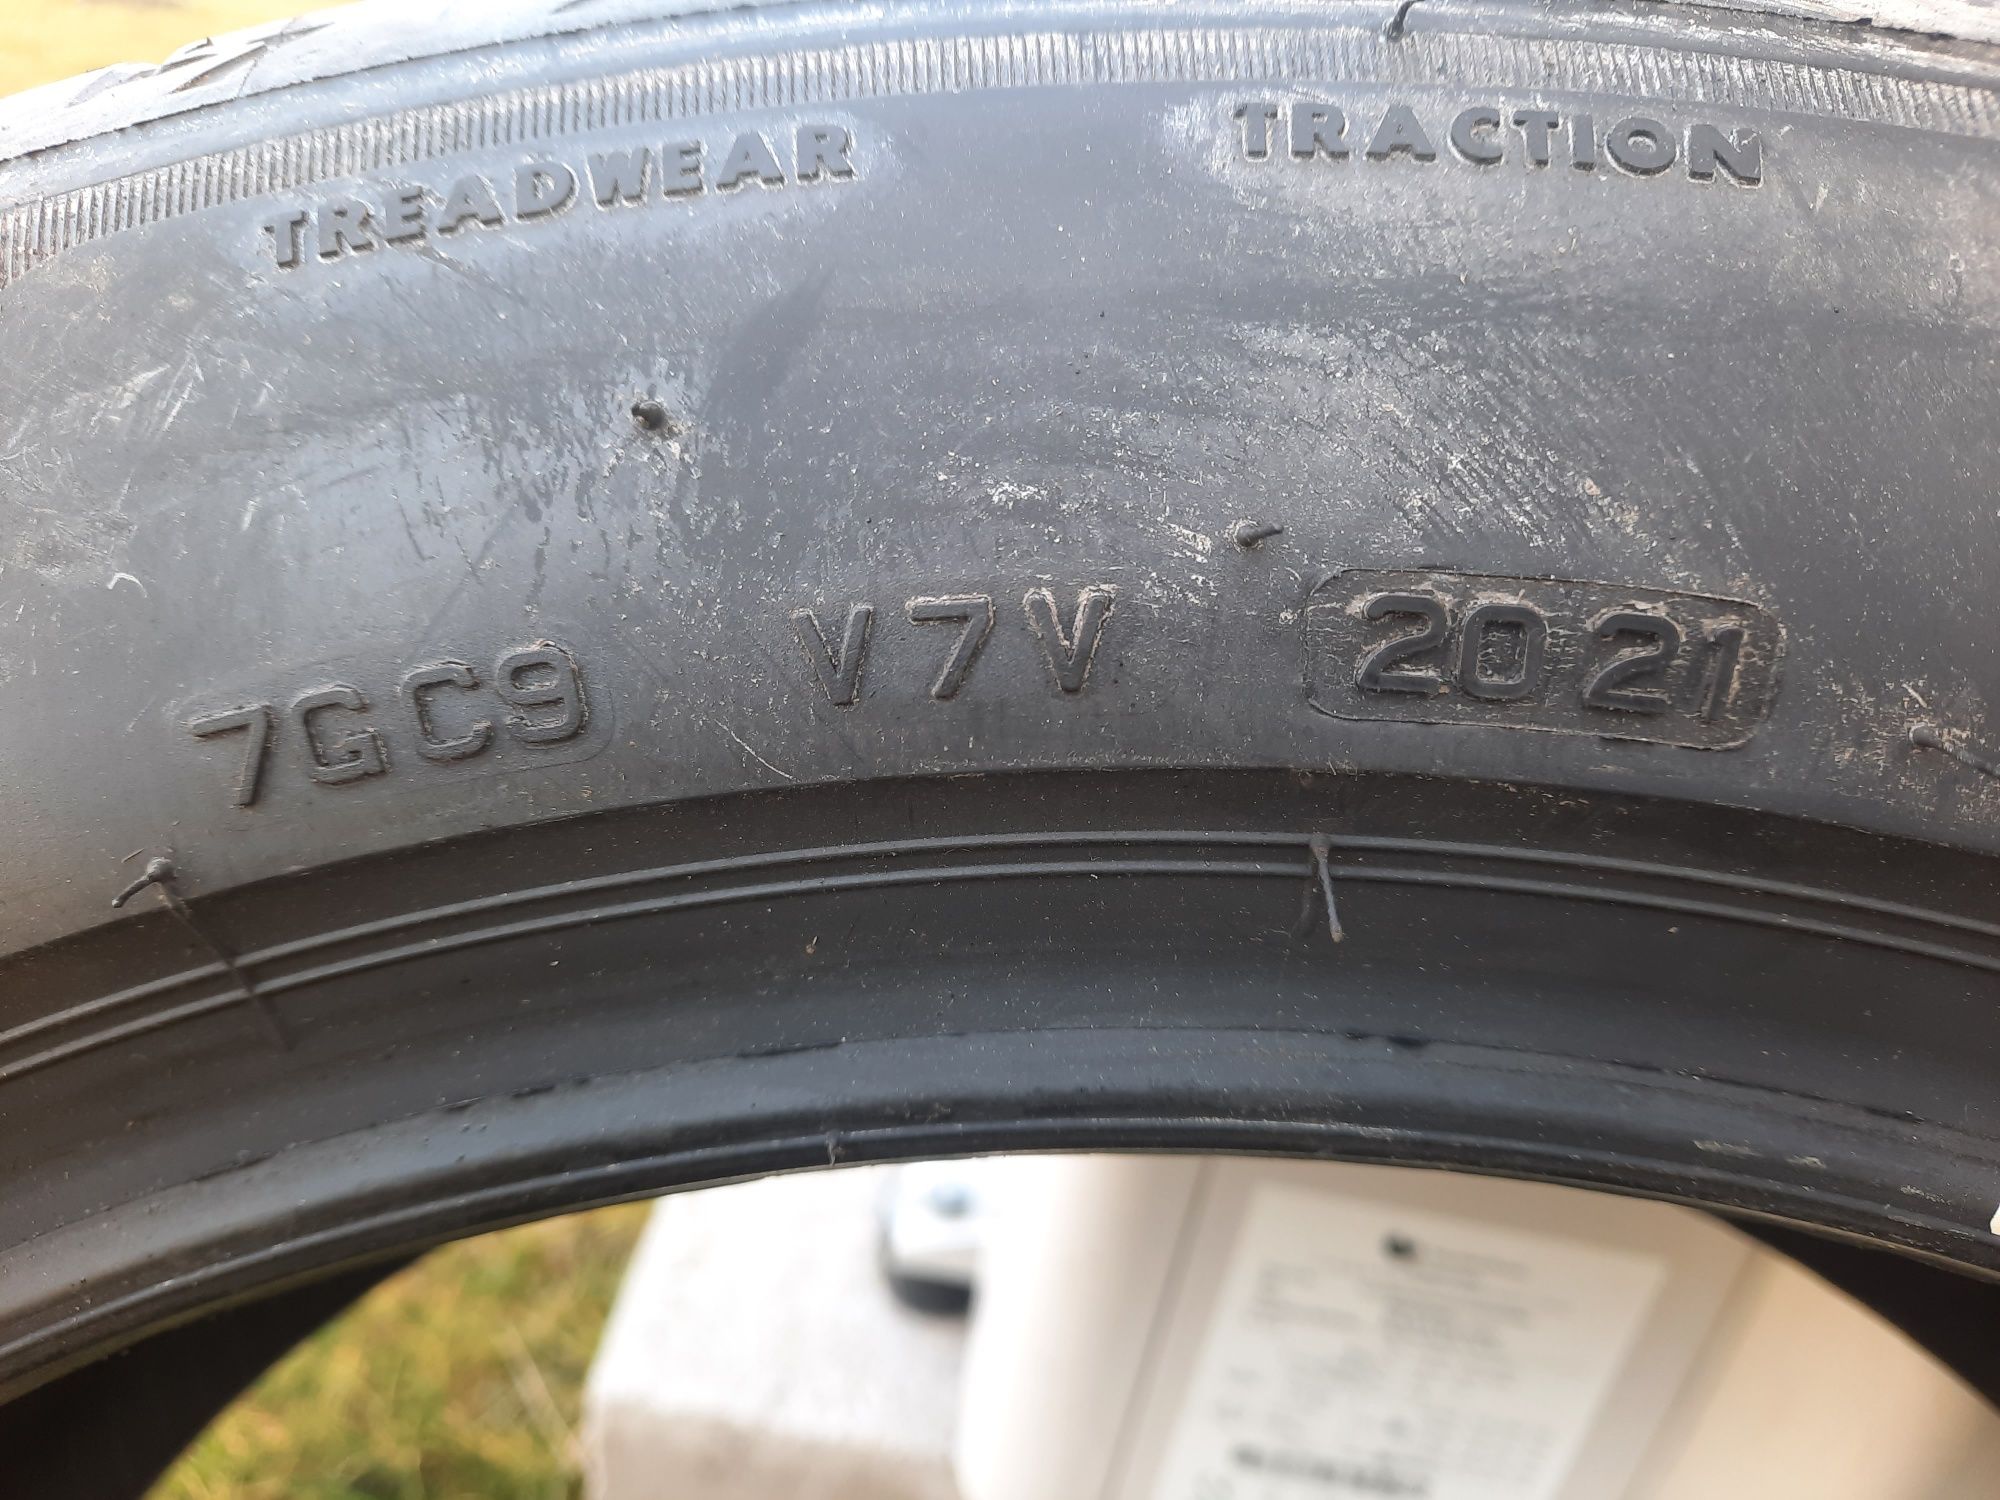 TREADWEAR TRACTION
7GC9 V7V 2021